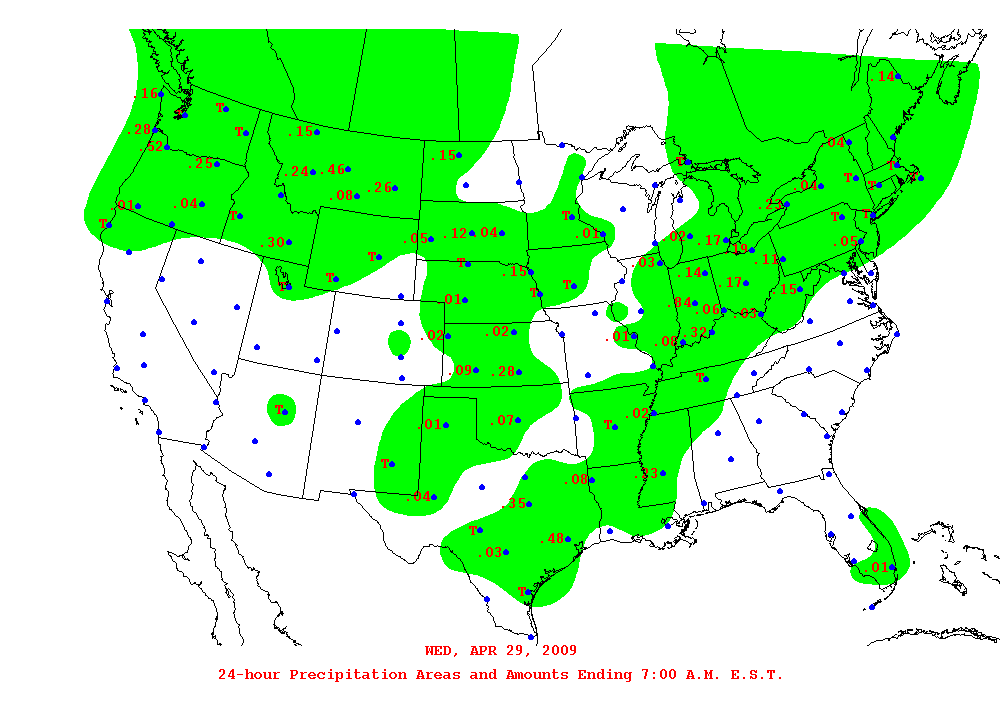 .14
.16
T
T
.28
T
.15
.52
.04
.15
.25
T
T
.24 .46
T
T
.26
.04
.08
.01
.04
.23
T
T
T
T
T
.05 .12 .04
.01
.02
.17
.30
.05
.19
T
T
.11
.03
.15
.14
T
T
T
.17
.15
T
.01
.84
.06
.03
.02
.02
.01
.32
.08
.09
.28
T
T
.02
.01
.07
T
T
.33
.08
.04
.35
T
.48
.03
.01
T
WED, APR 29, 2009
24-hour Precipitation Areas and Amounts Ending 7:00 A.M. E.S.T.